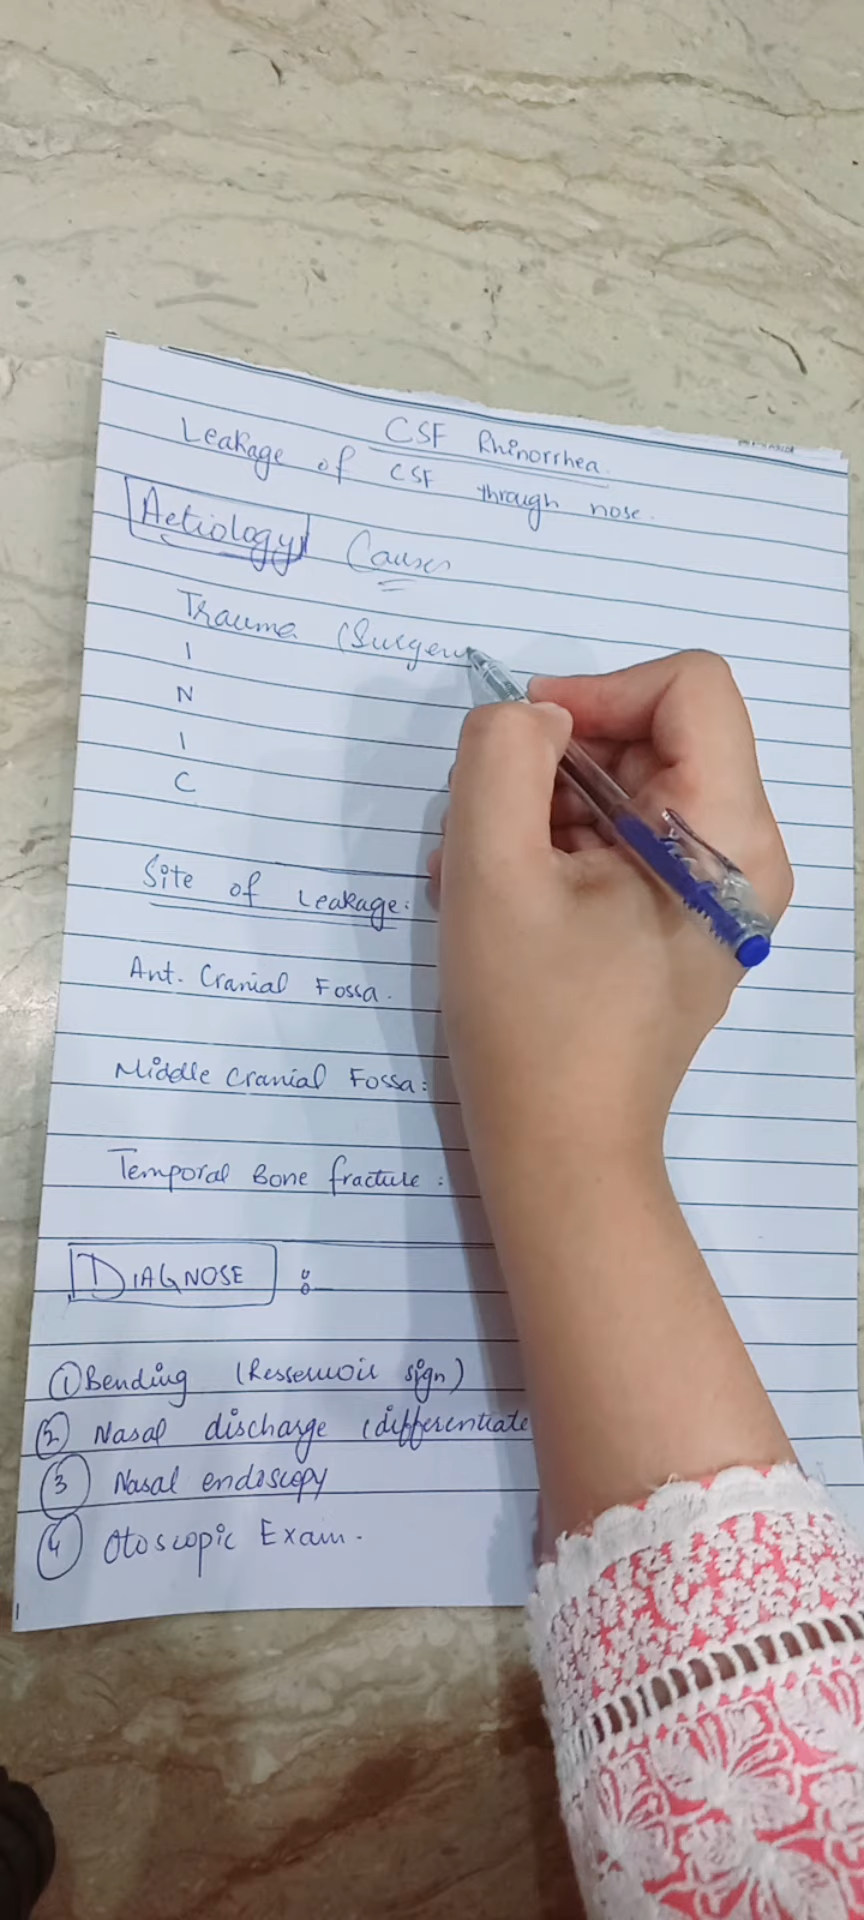 CSF Rhinorrhea.
Leakage of CSF through nose.
Aetiology Causes
Trauma (Surgery
I
N
I
C
Site of Leakage:
Ant. Cranial Fossa.
Middle Cranial Fossa:
Temporal Bone fracture:
DIAGNOSE :
① Bending (Resservoir sign)
② Nasal discharge (differentiate
③ Nasal endoscopy
④ Otoscopic Exam.